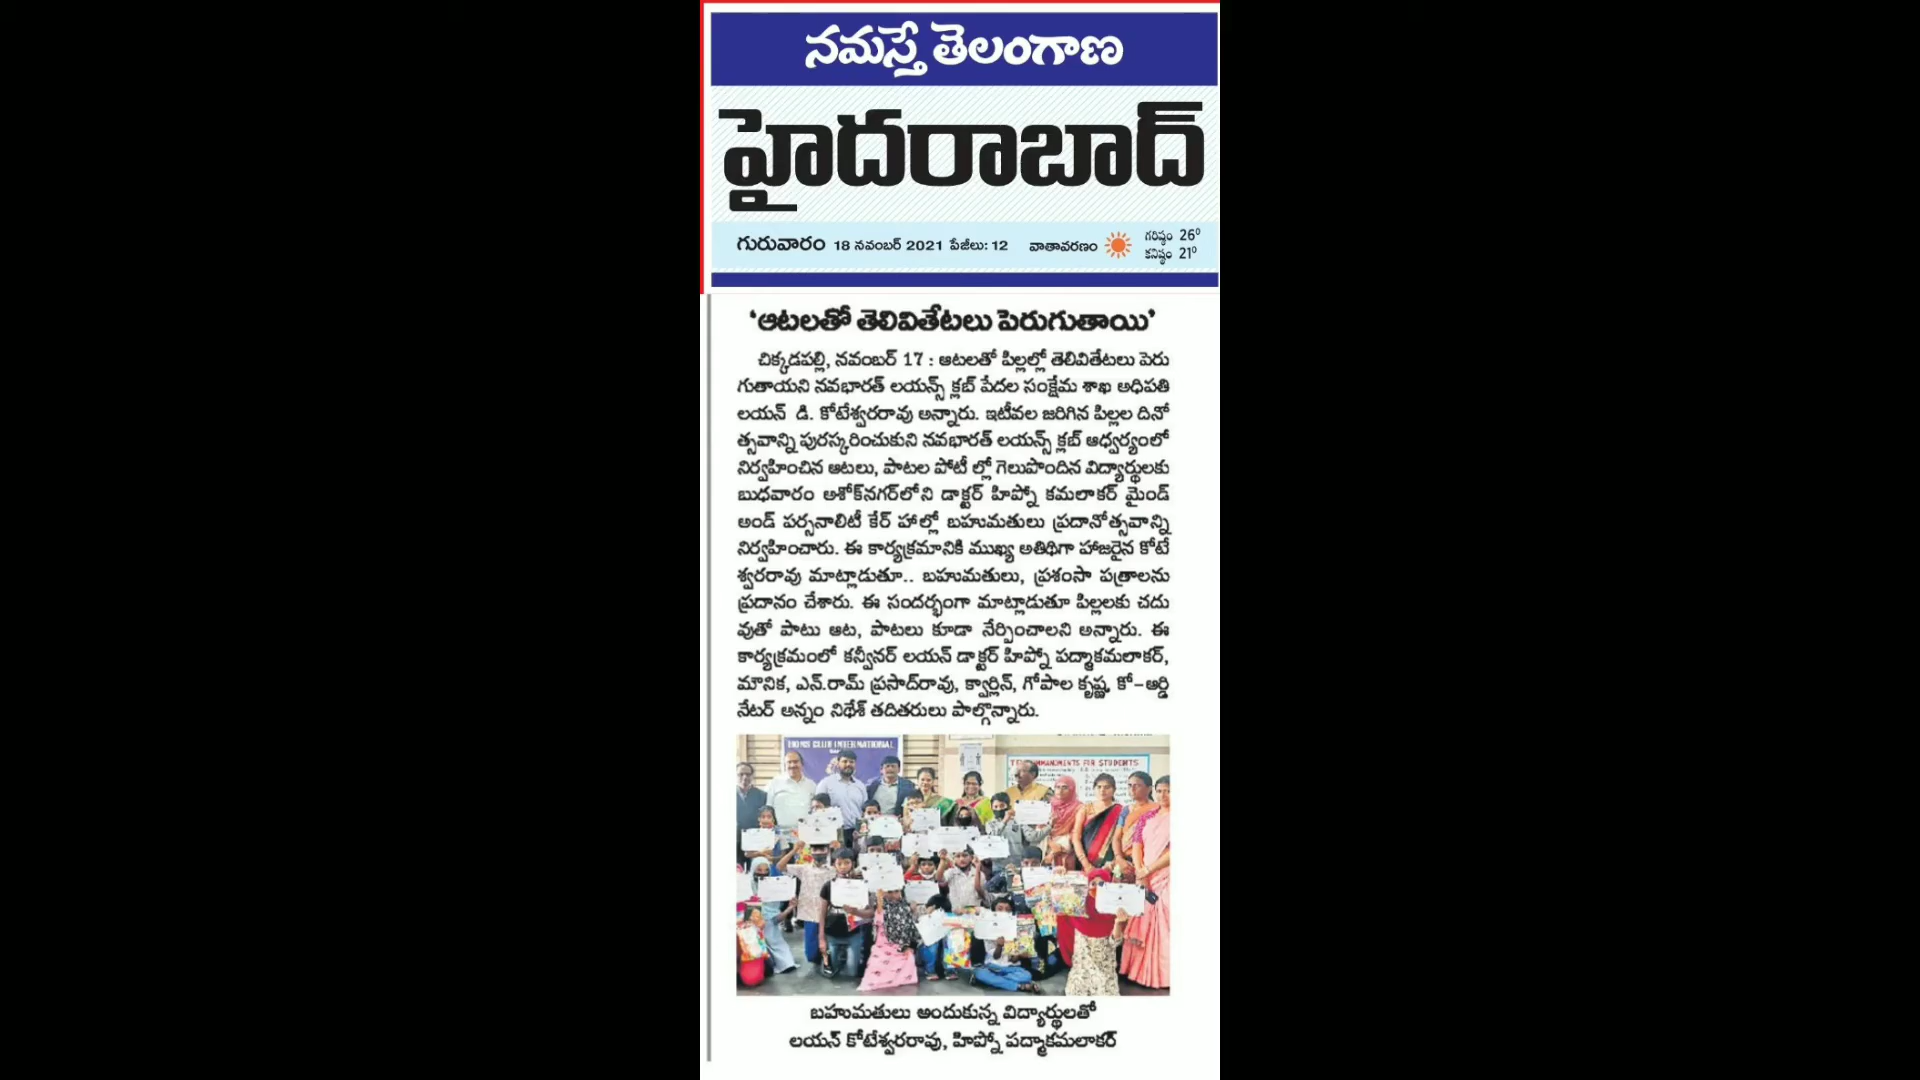 నమస్తే తెలంగాణ
హైదరాబాద్
గురువారం 18 నవంబర్ 2021 పేజీలు: 12 వాతావరణం గరిష్ఠం 26⁰
కనిష్ఠం 21⁰
‘ఆటలతో తెలివితేటలు పెరుగుతాయి’
చిక్కడపల్లి, నవంబర్ 17 : ఆటలతో పిల్లల్లో తెలివితేటలు పెరు
గుతాయని నవభారత్ లయన్స్ క్లబ్ పేదల సంక్షేమ శాఖ అధిపతి
లయన్ డి. కోటేశ్వరరావు అన్నారు. ఇటీవల జరిగిన పిల్లల దినో
త్సవాన్ని పురస్కరించుకుని నవభారత్ లయన్స్ క్లబ్ ఆధ్వర్యంలో
నిర్వహించిన ఆటలు, పాటల పోటీ ల్లో గెలుపొందిన విద్యార్థులకు
బుధవారం అశోక్‌నగర్‌లోని డాక్టర్ హిప్నో కమలాకర్ మైండ్
అండ్ పర్సనాలిటీ కేర్ హాల్లో బహుమతులు ప్రదానోత్సవాన్ని
నిర్వహించారు. ఈ కార్యక్రమానికి ముఖ్య అతిథిగా హాజరైన కోటే
శ్వరరావు మాట్లాడుతూ.. బహుమతులు, ప్రశంసా పత్రాలను
ప్రదానం చేశారు. ఈ సందర్భంగా మాట్లాడుతూ పిల్లలకు చదు
వుతో పాటు ఆట, పాటలు కూడా నేర్పించాలని అన్నారు. ఈ
కార్యక్రమంలో కన్వీనర్ లయన్ డాక్టర్ హిప్నో పద్మాకమలాకర్,
మౌనిక, ఎన్.రామ్ ప్రసాద్‌రావు, క్వార్లిన్, గోపాల కృష్ణ, కో-ఆర్డి
నేటర్ అన్నం నిథేశ్ తదితరులు పాల్గొన్నారు.
LIONS CLUB INTERNATIONAL
COMMANDMENTS FOR STUDENTS
బహుమతులు అందుకున్న విద్యార్థులతో
లయన్ కోటేశ్వరరావు, హిప్నో పద్మాకమలాకర్